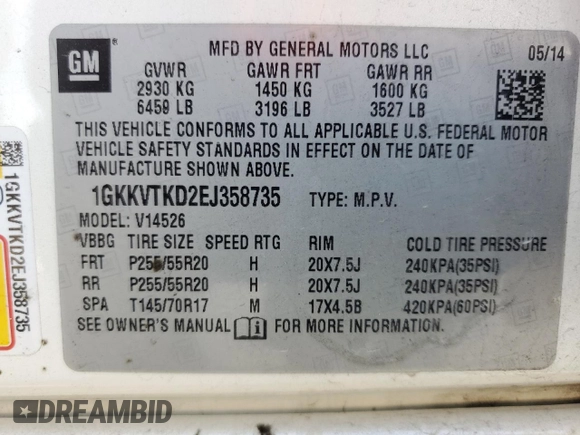 GM
MFD BY GENERAL MOTORS LLC
05/14
GVWR GAWR FRT GAWR RR
2930 KG 1450 KG 1600 KG
6459 LB 3196 LB 3527 LB
THIS VEHICLE CONFORMS TO ALL APPLICABLE U.S. FEDERAL MOTOR
VEHICLE SAFETY STANDARDS IN EFFECT ON THE DATE OF
MANUFACTURE SHOWN ABOVE.
1GKKVTKD2EJ358735 TYPE: M.P.V.
MODEL: V14526
VBBG TIRE SIZE SPEED RTG RIM COLD TIRE PRESSURE
FRT P255/55R20 H 20X7.5J 240KPA(35PSI)
RR P255/55R20 H 20X7.5J 240KPA(35PSI)
SPA T145/70R17 M 17X4.5B 420KPA(60PSI)
SEE OWNER'S MANUAL i FOR MORE INFORMATION.
1GKKVTKD2EJ358735
DREAMBID